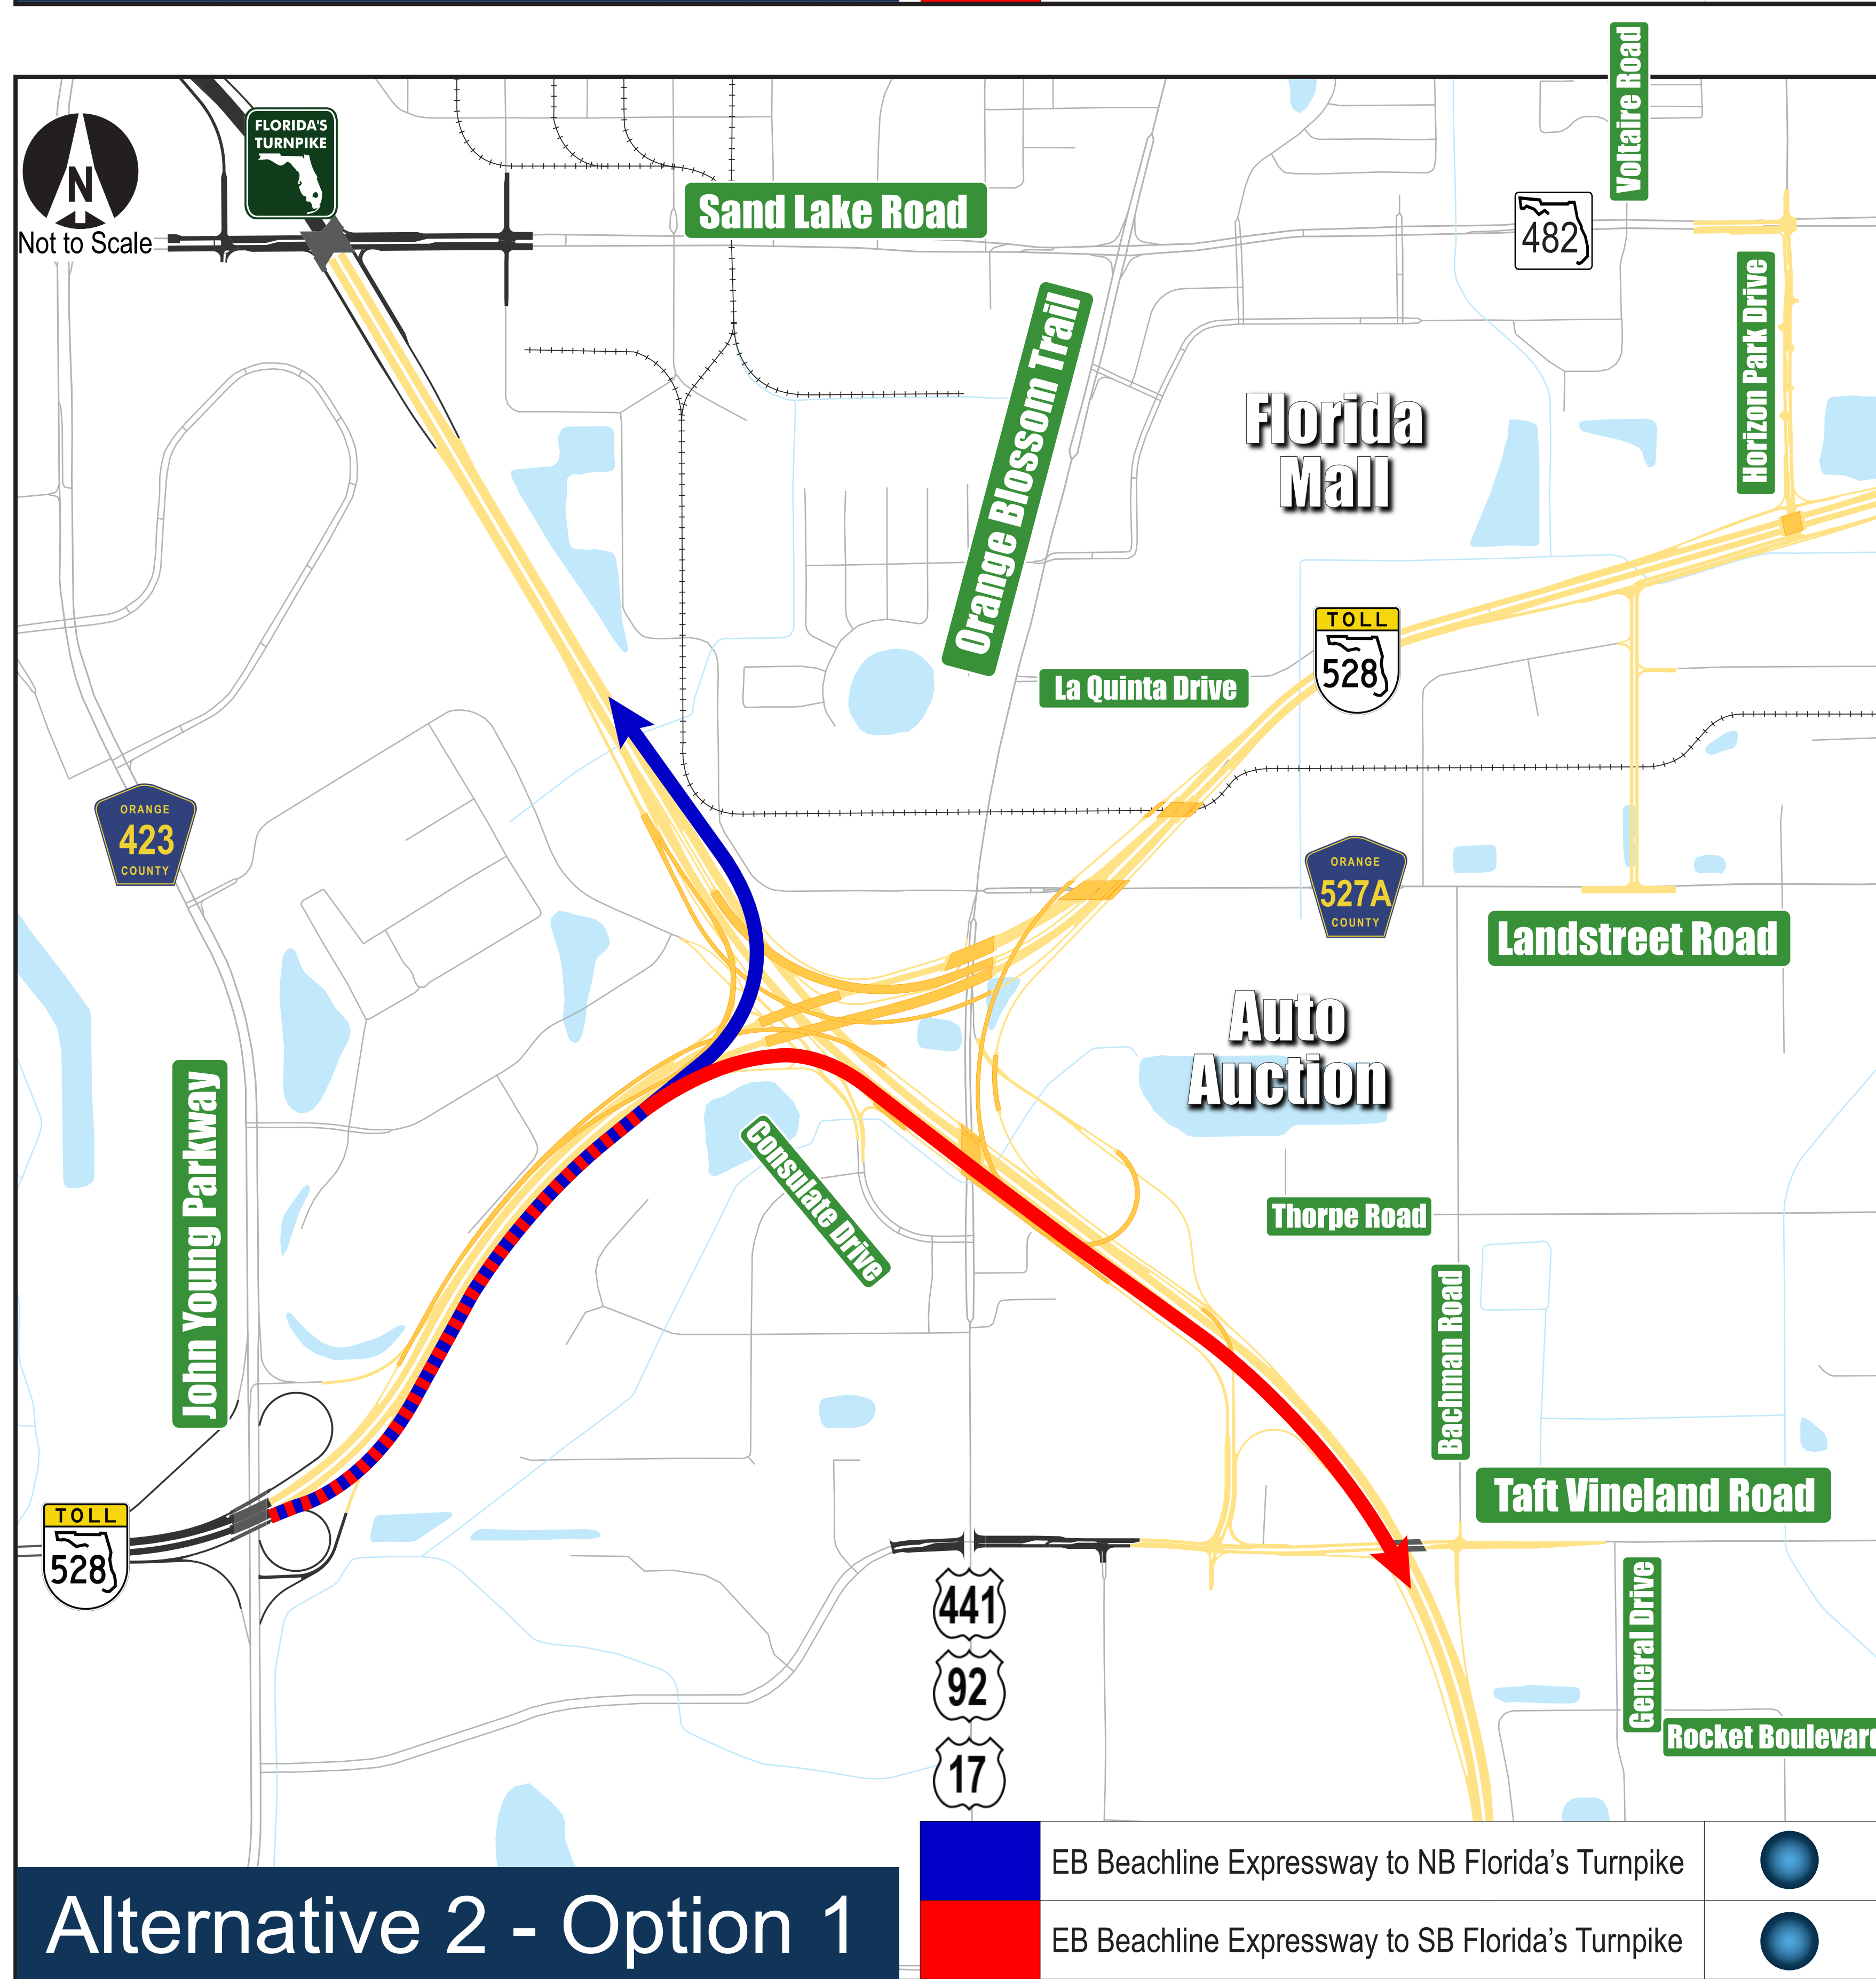 Voltaire Road
FLORIDA'S
TURNPIKE
N
Not to Scale
Sand Lake Road
482
Horizon Park Drive
Orange Blossom Trail
Florida
Mall
TOLL
528
La Quinta Drive
ORANGE
423
COUNTY
ORANGE
527A
COUNTY
Landstreet Road
Auto
Auction
John Young Parkway
Consulate Drive
Thorpe Road
Bachman Road
Taft Vineland Road
TOLL
528
441
92
17
General Drive
Rocket Boulevard
EB Beachline Expressway to NB Florida's Turnpike
Alternative 2 - Option 1
EB Beachline Expressway to SB Florida's Turnpike